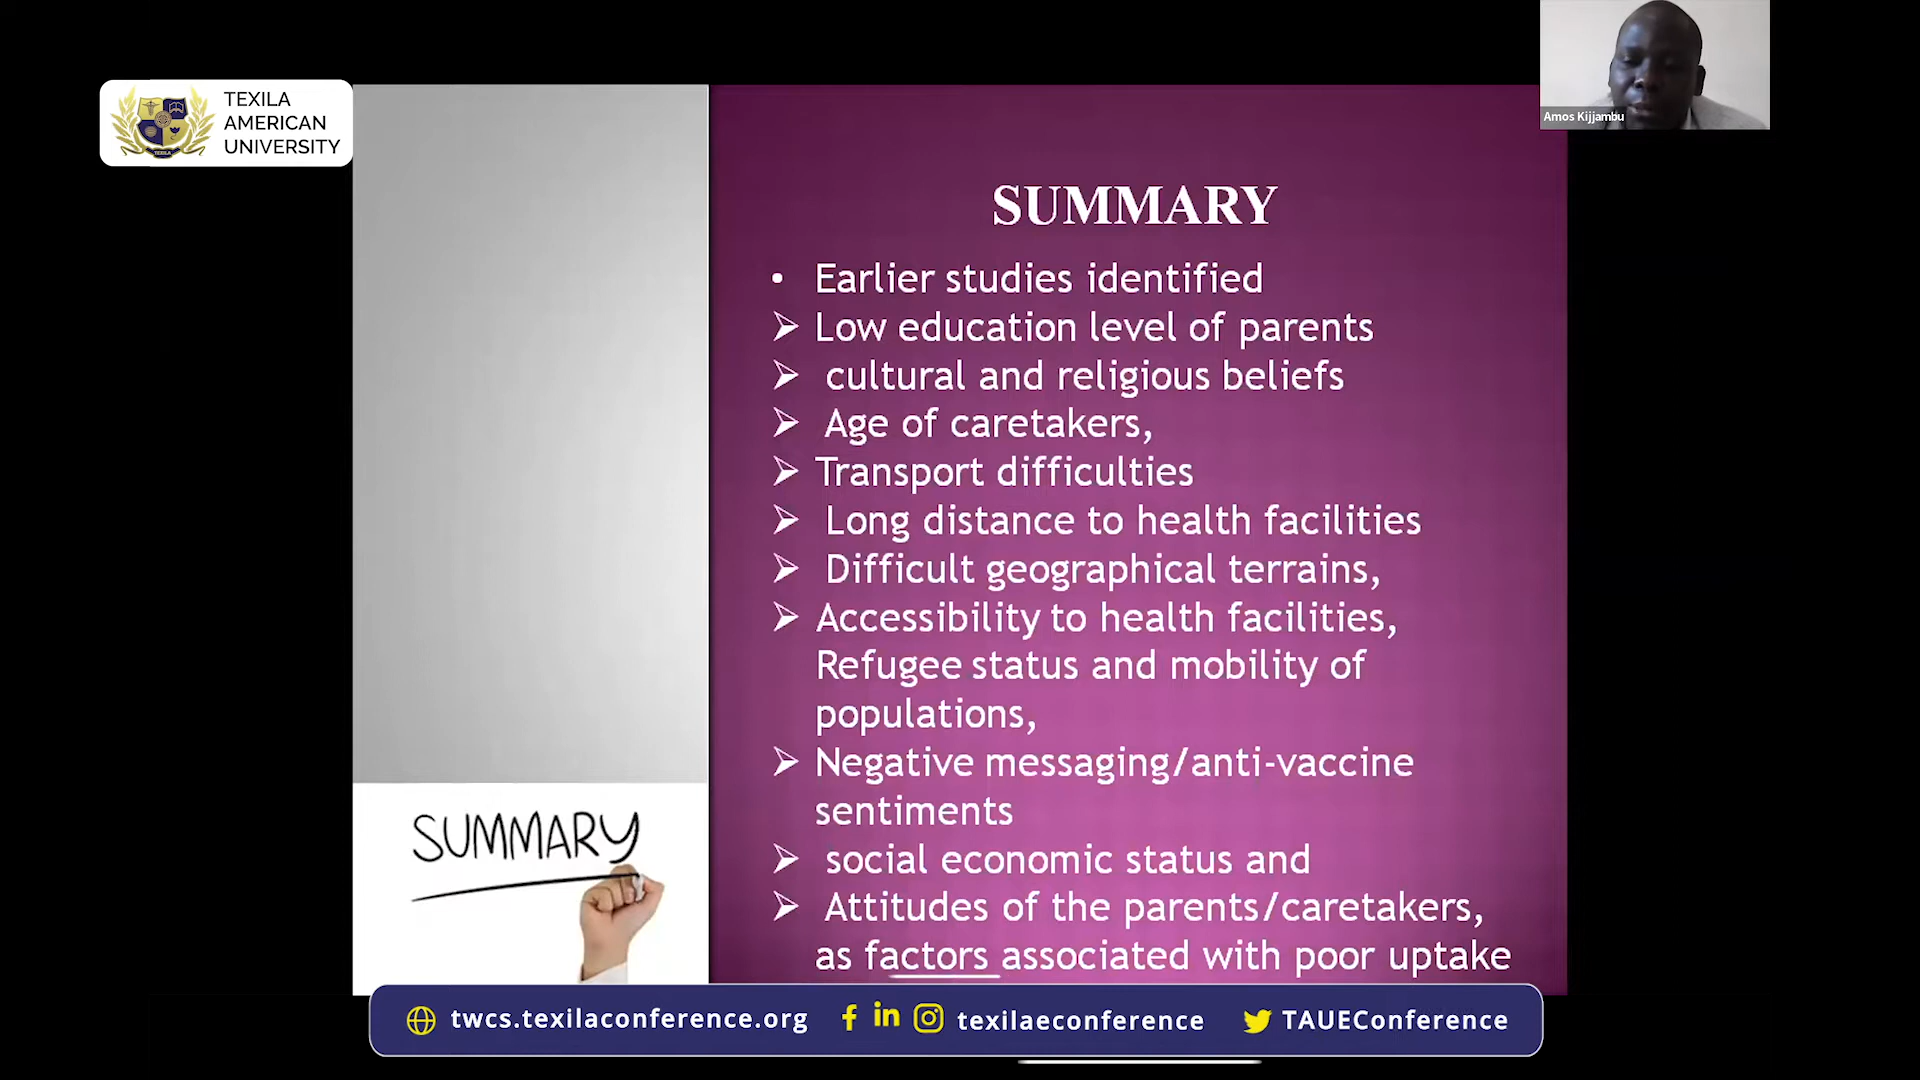 TEXILA
AMERICAN
UNIVERSITY
Amos Kijjambu
SUMMARY
• Earlier studies identified
➢ Low education level of parents
➢ cultural and religious beliefs
➢ Age of caretakers,
➢ Transport difficulties
➢ Long distance to health facilities
➢ Difficult geographical terrains,
➢ Accessibility to health facilities,
Refugee status and mobility of
populations,
➢ Negative messaging/anti-vaccine
sentiments
➢ social economic status and
➢ Attitudes of the parents/caretakers,
as factors associated with poor uptake
SUMMARY
twcs.texilaconference.org
texilaeconference
TAUEConference